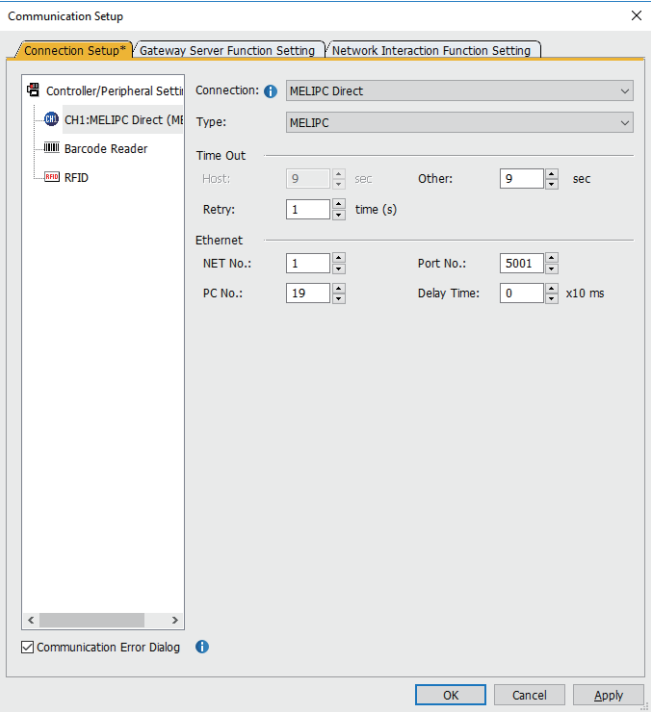 Communication Setup
Connection Setup* Gateway Server Function Setting Network Interaction Function Setting
Controller/Peripheral Setti
CH1:MELIPC Direct (ME
Barcode Reader
RFID RFID
Connection: MELIPC Direct
Type: MELIPC
Time Out
Host: 9 sec Other: 9 sec
Retry: 1 time (s)
Ethernet
NET No.: 1 Port No.: 5001
PC No.: 19 Delay Time: 0 x10 ms
Communication Error Dialog
OK Cancel Apply